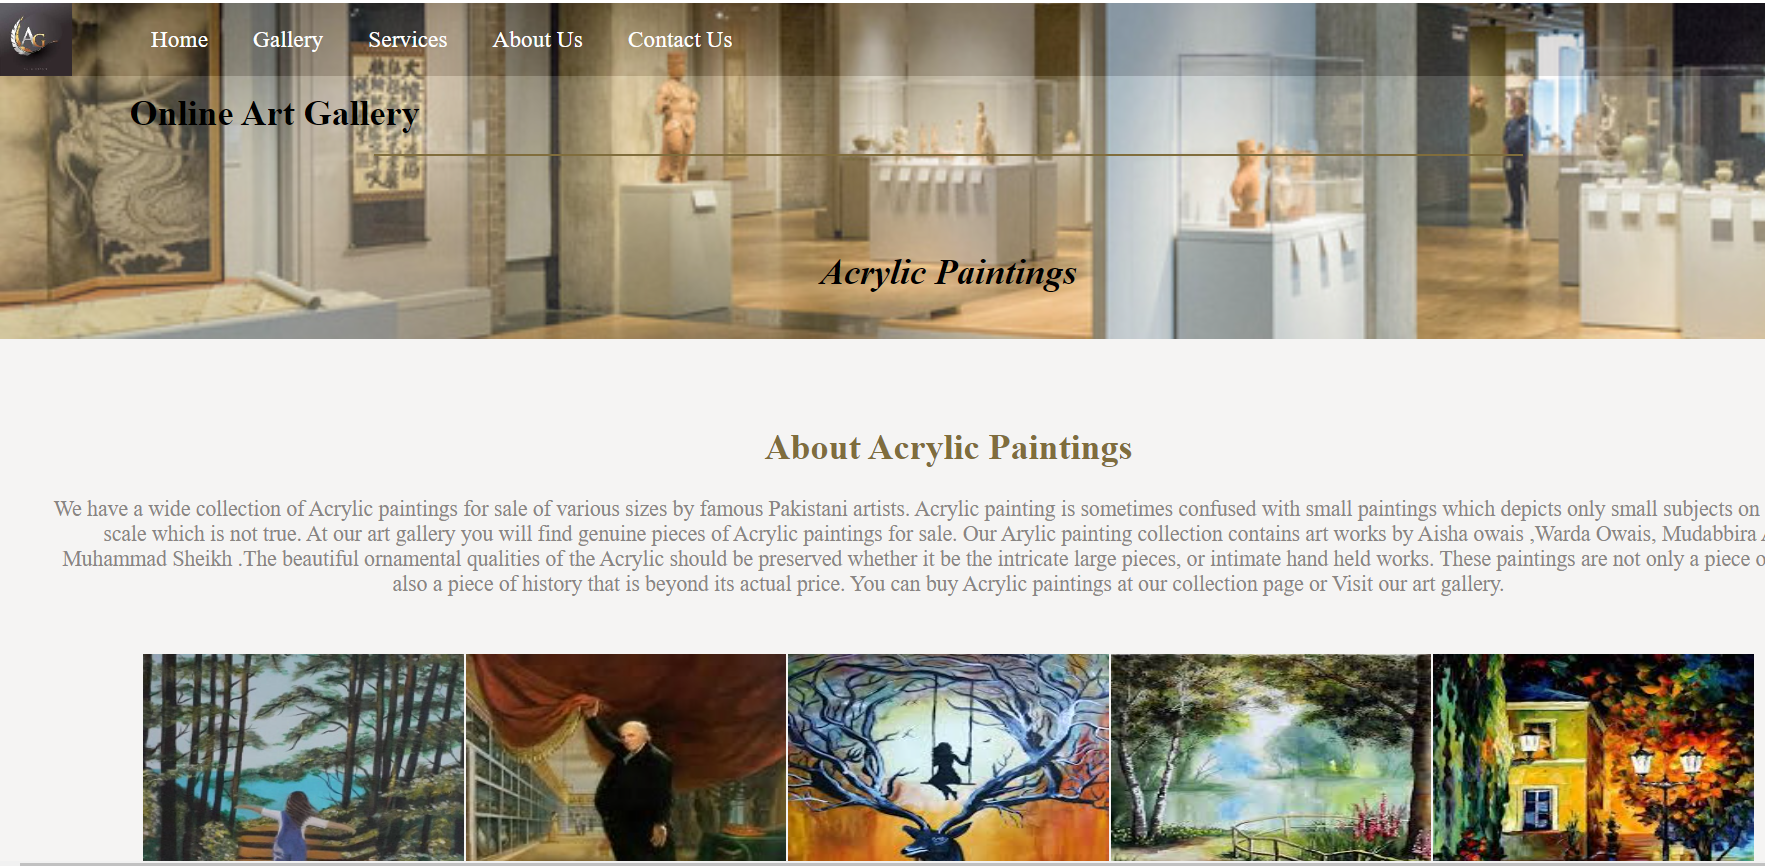 AG
Home Gallery Services About Us Contact Us
Online Art Gallery
Acrylic Paintings
About Acrylic Paintings
We have a wide collection of Acrylic paintings for sale of various sizes by famous Pakistani artists. Acrylic painting is sometimes confused with small paintings which depicts only small subjects on
scale which is not true. At our art gallery you will find genuine pieces of Acrylic paintings for sale. Our Arylic painting collection contains art works by Aisha owais ,Warda Owais, Mudabbira
Muhammad Sheikh .The beautiful ornamental qualities of the Acrylic should be preserved whether it be the intricate large pieces, or intimate hand held works. These paintings are not only a piece
also a piece of history that is beyond its actual price. You can buy Acrylic paintings at our collection page or Visit our art gallery.